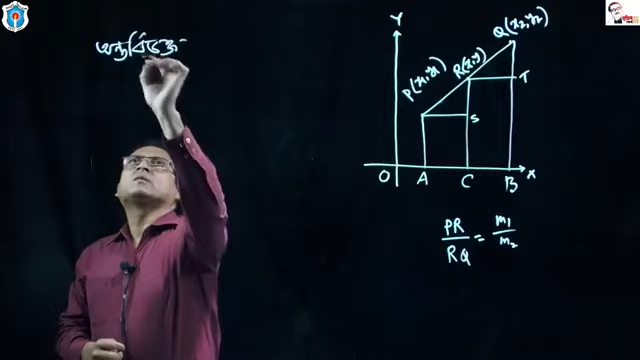 অন্তর্বিভক্ত
Y
Q(x₂,y₂)
R(x,y)
P(x₁,y₁)
T
S
O A C B X
PR/RQ = m₁/m₂